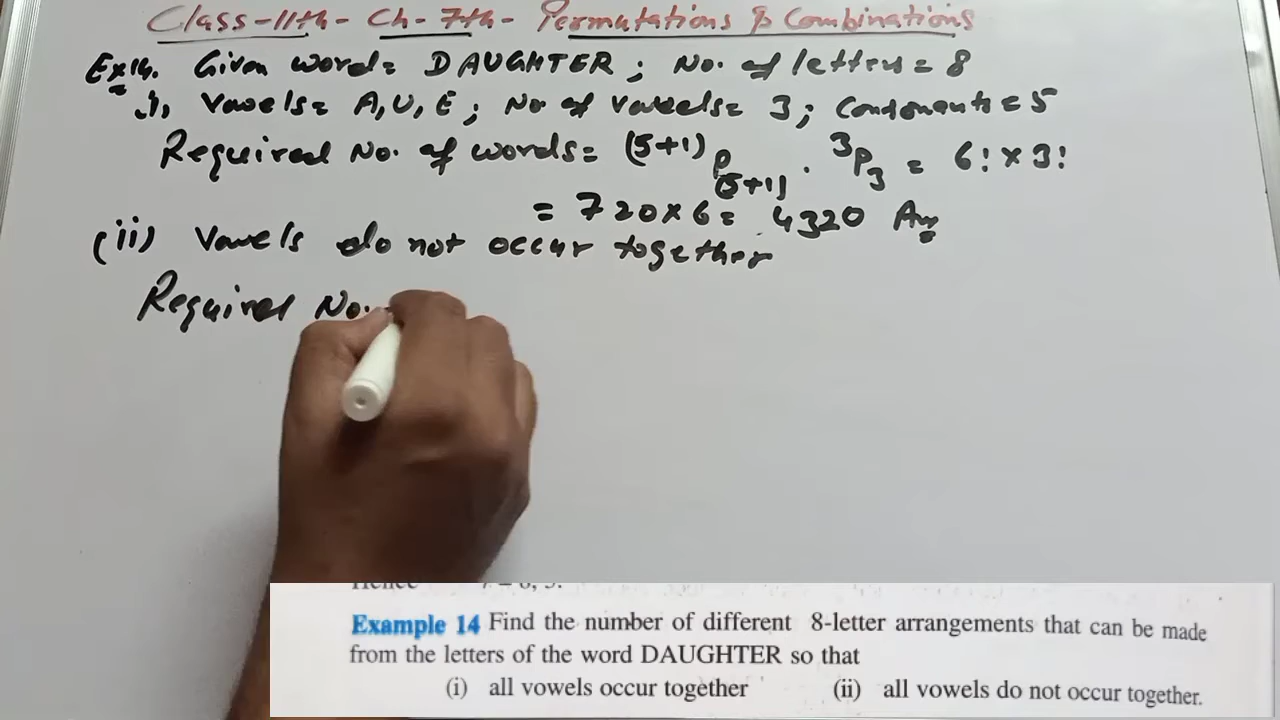 Class-11th- Ch-7th- Permutations & Combinations
Ex14. Given word= DAUGHTER ; No. of letters = 8
(i) Vowels= A, U, E ; No of vowels= 3 ; Consonants = 5
Required No. of words= (5+1)P(5+1) . 3P3 = 6! × 3!
= 720×6= 4320 Ans
(ii) Vowels do not occur together
Required No.
Example 14 Find the number of different 8-letter arrangements that can be made
from the letters of the word DAUGHTER so that
(i) all vowels occur together (ii) all vowels do not occur together.